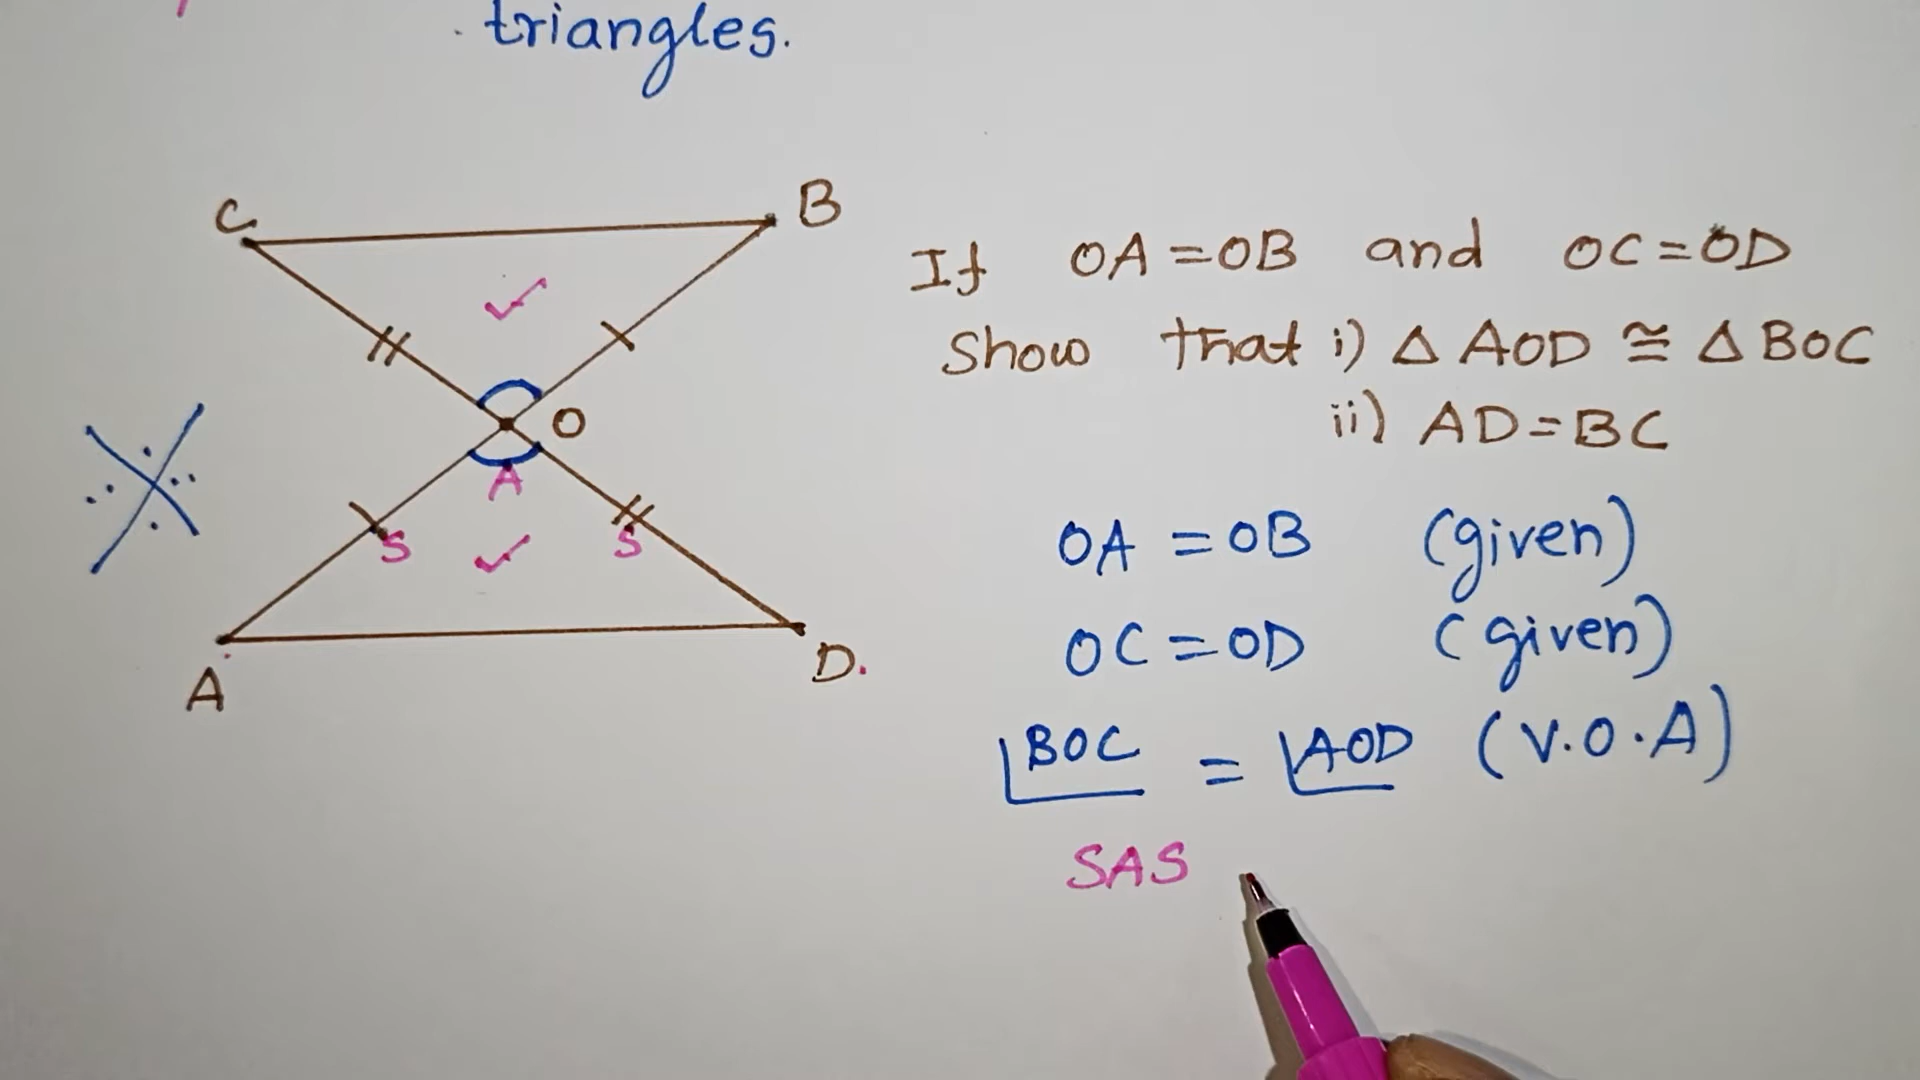 triangles.
C
B
O
A
S
S
A
D.
If OA = OB and OC = OD
Show that i) △ AOD ≅ △ BOC
ii) AD = BC
OA = OB (given)
OC = OD (given)
∠BOC = ∠AOD (V.O.A)
SAS